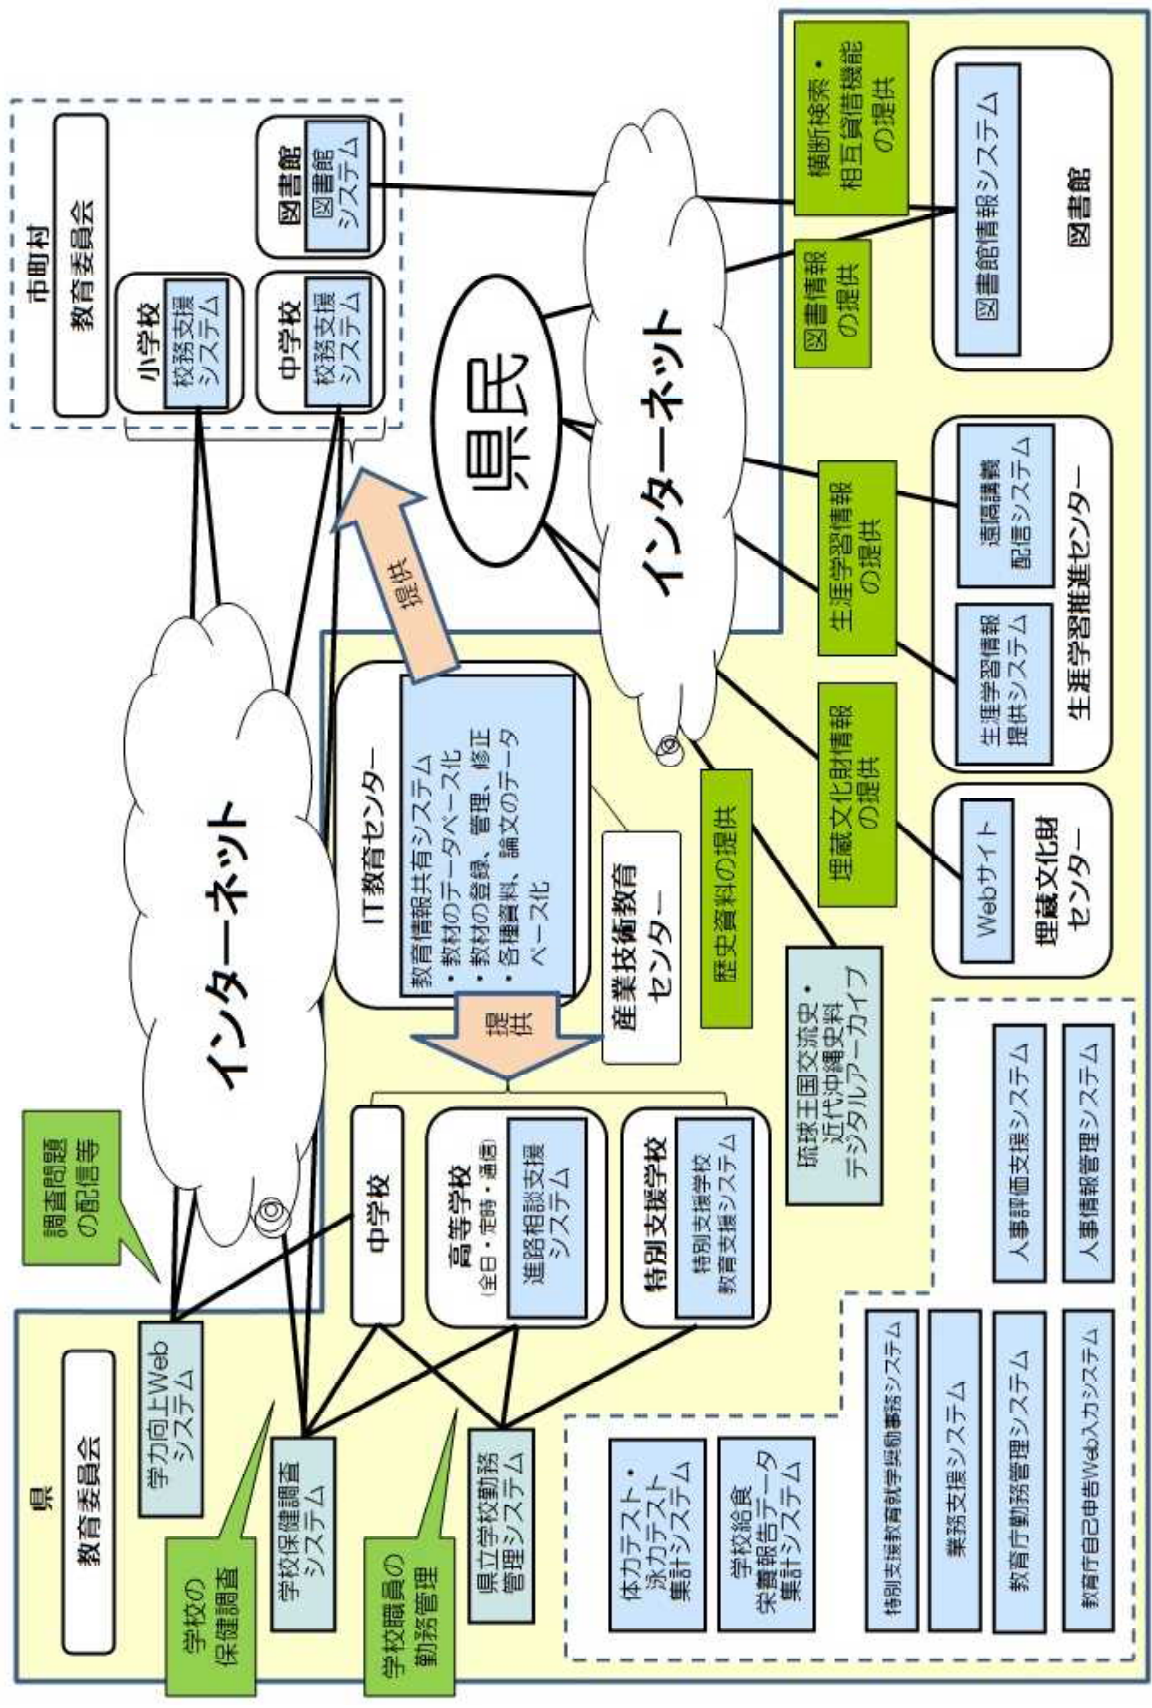 県
教育委員会
学力向上Web
システム
調査問題
の配信等
学校の
保健調査
学校保健調査
システム
学校職員の
勤務管理
県立学校勤務
管理システム
体力テスト・
泳力テスト
集計システム
学校給食
栄養報告データ
集計システム
特別支援教育就学奨励事務システム
業務支援システム
教育庁勤務管理システム
教育庁自己申告Web入力システム
人事評価支援システム
人事情報管理システム
中学校
高等学校
(全日・定時・通信)
進路相談支援
システム
特別支援学校
特別支援学校
教育支援システム
インターネット
IT教育センター
教育情報共有システム
・教材のデータベース化
・教材の登録、管理、修正
・各種資料、論文のデータ
ベース化
提供
提供
産業技術教育
センター
市町村
教育委員会
小学校
校務支援
システム
中学校
校務支援
システム
図書館
図書館
システム
県民
インターネット
歴史資料の提供
琉球王国交流史・
近代沖縄史料
デジタルアーカイブ
埋蔵文化財情報
の提供
Webサイト
埋蔵文化財
センター
生涯学習情報
の提供
生涯学習情報
提供システム
遠隔講義
配信システム
生涯学習推進センター
図書情報
の提供
横断検索・
相互貸借機能
の提供
図書館情報システム
図書館